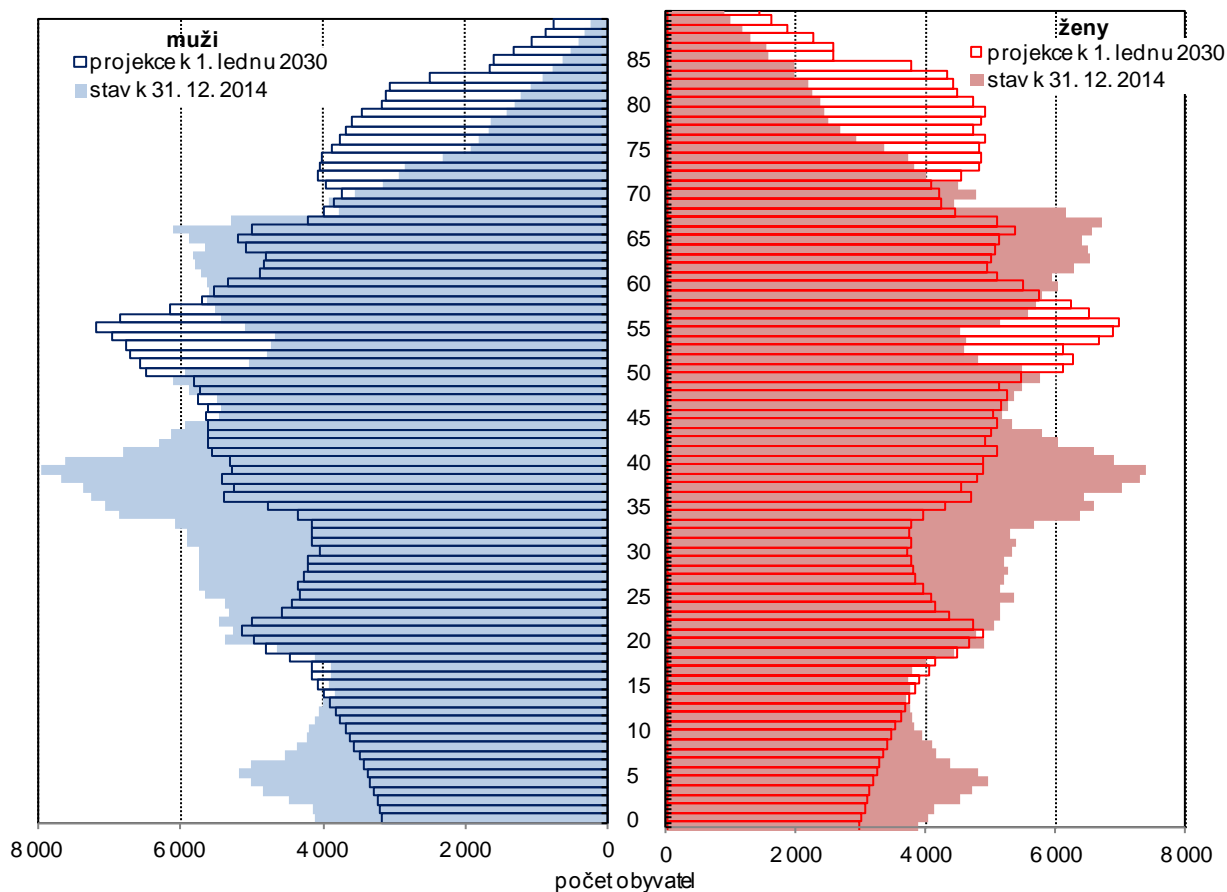 muži
projekce k 1. lednu 2030
stav k 31. 12. 2014
ženy
projekce k 1. lednu 2030
stav k 31. 12. 2014
85
80
75
70
65
60
55
50
45
40
35
30
25
20
15
10
5
0
8 000 6 000 4 000 2 000 0 0 2 000 4 000 6 000 8 000
počet obyvatel